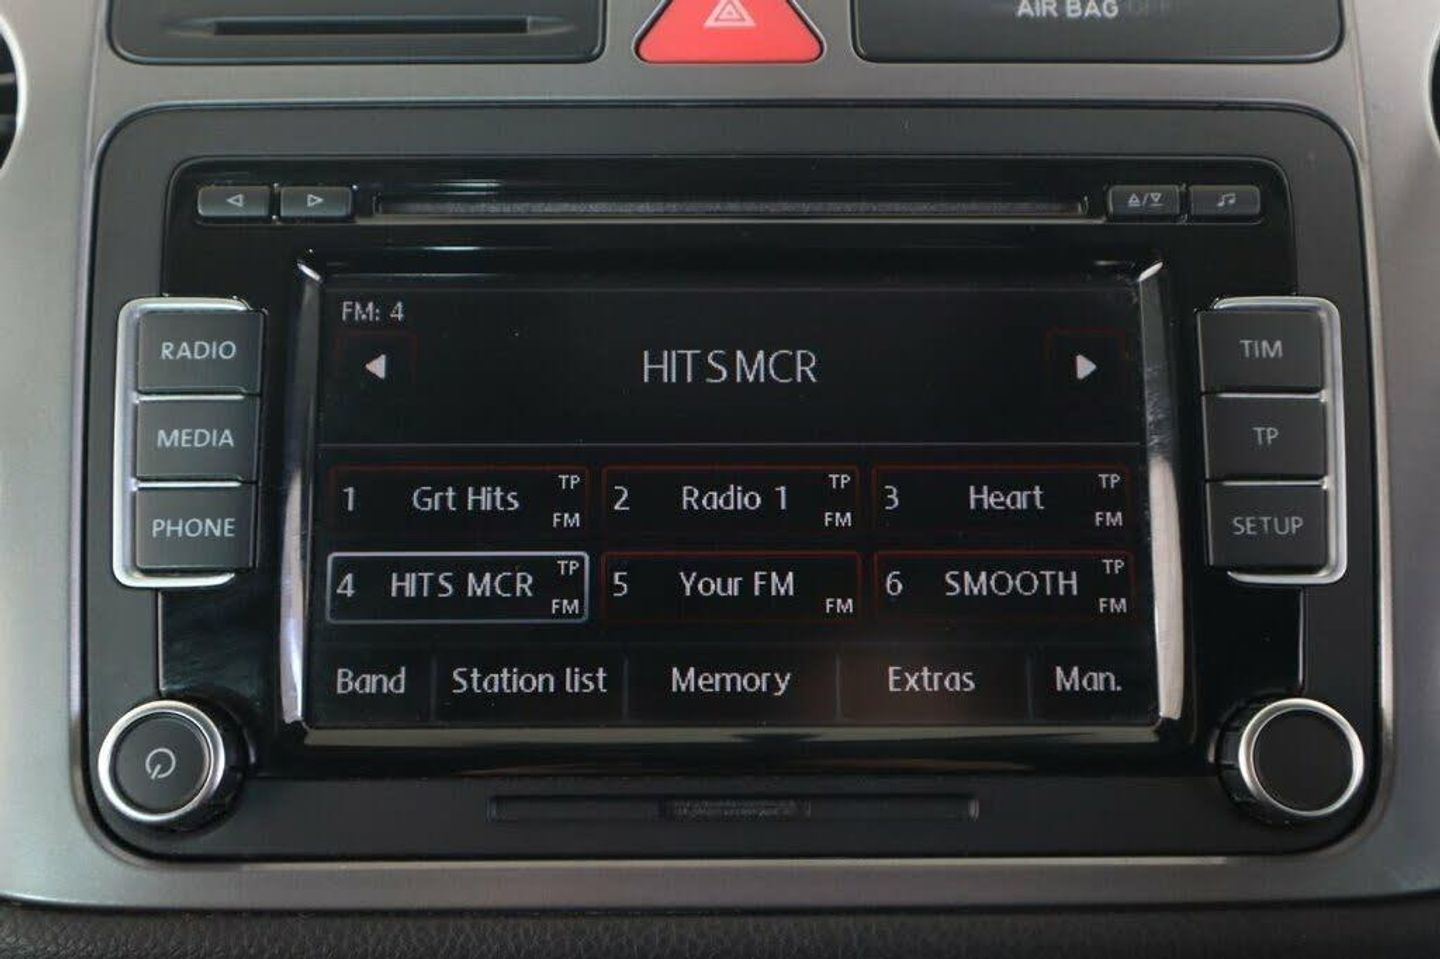 AIR BAG OFF
FM: 4
HITS MCR
RADIO
MEDIA
PHONE
1 Grt Hits TP FM
2 Radio 1 TP FM
3 Heart TP FM
4 HITS MCR TP FM
5 Your FM FM
6 SMOOTH TP FM
Band Station list Memory Extras Man.
TIM
TP
SETUP